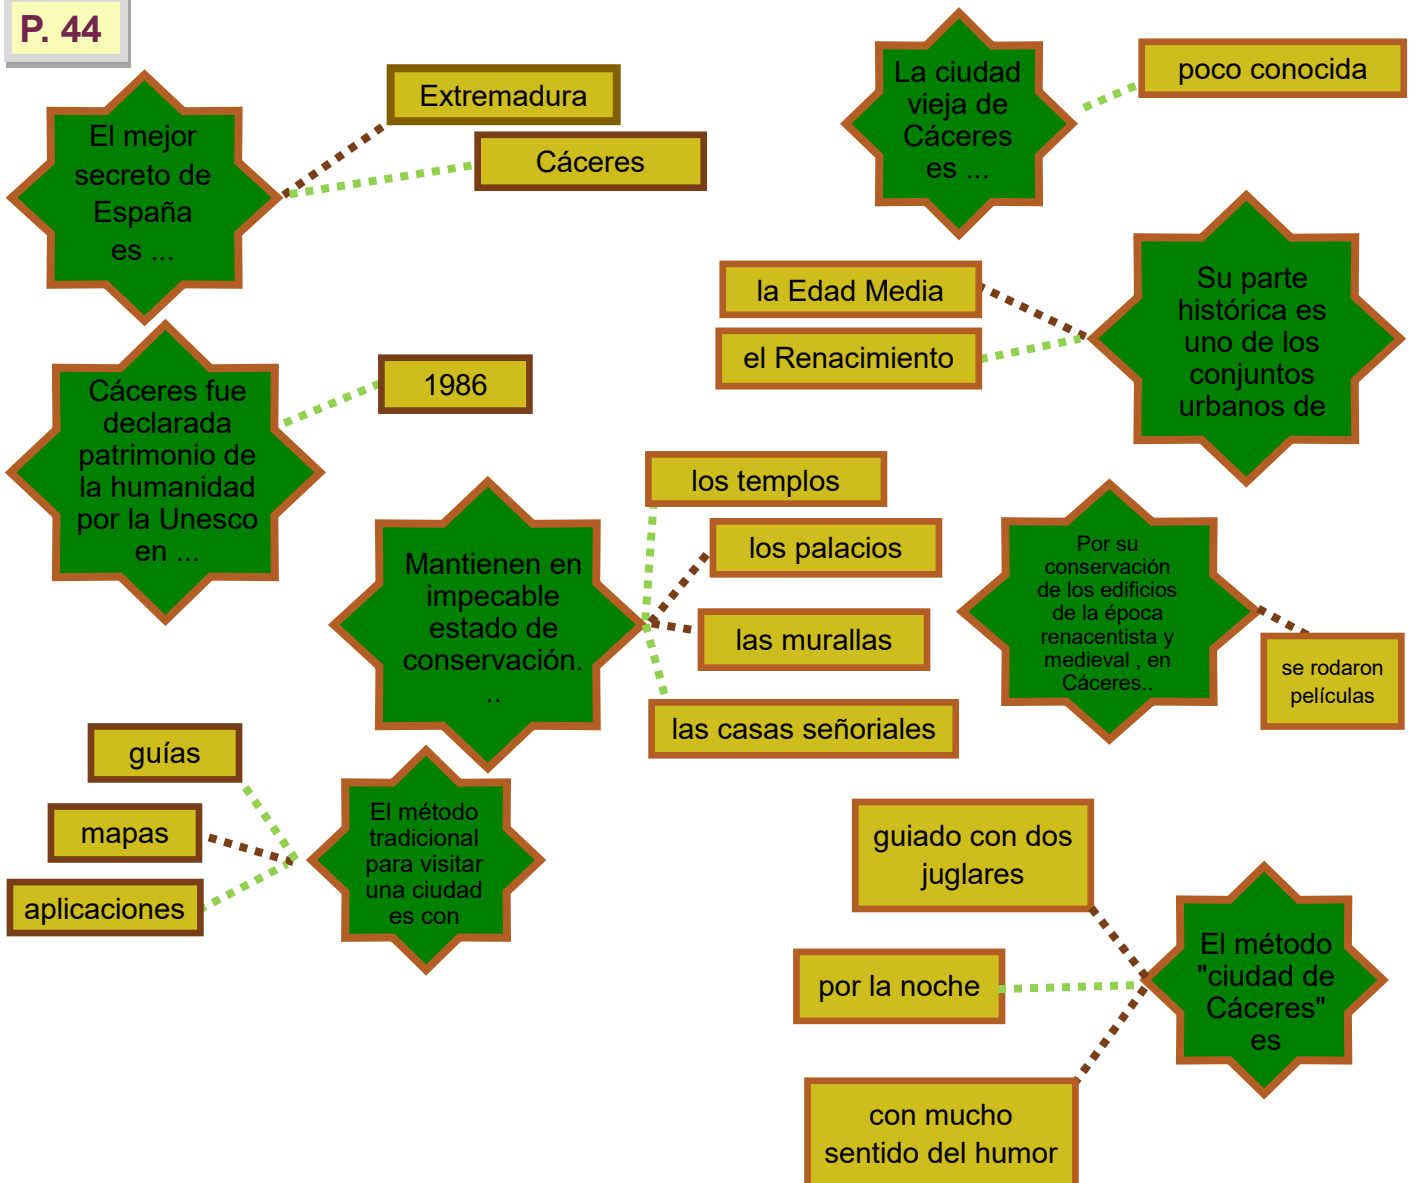 P. 44
El mejor
secreto de
España
es ...
Extremadura
Cáceres
La ciudad
vieja de
Cáceres
es ...
poco conocida
Su parte
histórica es
uno de los
conjuntos
urbanos de
la Edad Media
el Renacimiento
Cáceres fue
declarada
patrimonio de
la humanidad
por la Unesco
en ...
1986
Mantienen en
impecable
estado de
conservación.
..
los templos
los palacios
las murallas
las casas señoriales
Por su
conservación
de los edificios
de la época
renacentista y
medieval , en
Cáceres..
se rodaron
películas
guías
mapas
aplicaciones
El método
tradicional
para visitar
una ciudad
es con
guiado con dos
juglares
por la noche
con mucho
sentido del humor
El método
"ciudad de
Cáceres"
es